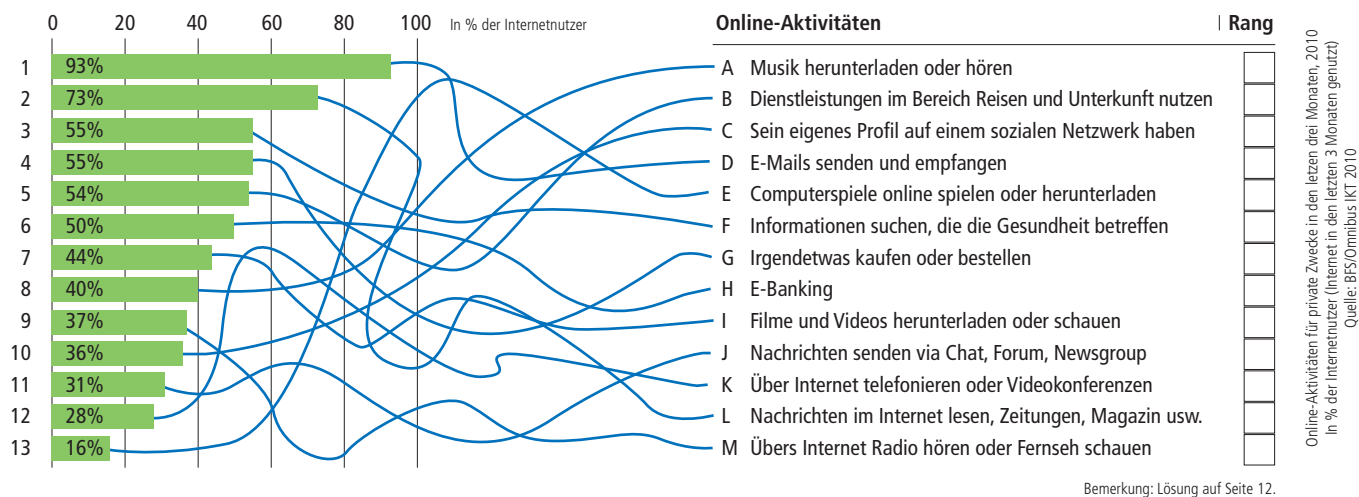 0 20 40 60 80 100 In % der Internetnutzer
Online-Aktivitäten | Rang
1 93%
2 73%
3 55%
4 55%
5 54%
6 50%
7 44%
8 40%
9 37%
10 36%
11 31%
12 28%
13 16%
A Musik herunterladen oder hören
B Dienstleistungen im Bereich Reisen und Unterkunft nutzen
C Sein eigenes Profil auf einem sozialen Netzwerk haben
D E-Mails senden und empfangen
E Computerspiele online spielen oder herunterladen
F Informationen suchen, die die Gesundheit betreffen
G Irgendetwas kaufen oder bestellen
H E-Banking
I Filme und Videos herunterladen oder schauen
J Nachrichten senden via Chat, Forum, Newsgroup
K Über Internet telefonieren oder Videokonferenzen
L Nachrichten im Internet lesen, Zeitungen, Magazin usw.
M Übers Internet Radio hören oder Fernseh schauen
Online-Aktivitäten für private Zwecke in den letzen drei Monaten, 2010
In % der Internetnutzer (Internet in den letzten 3 Monaten genutzt)
Quelle: BFS/Omnibus IKT 2010
Bemerkung: Lösung auf Seite 12.